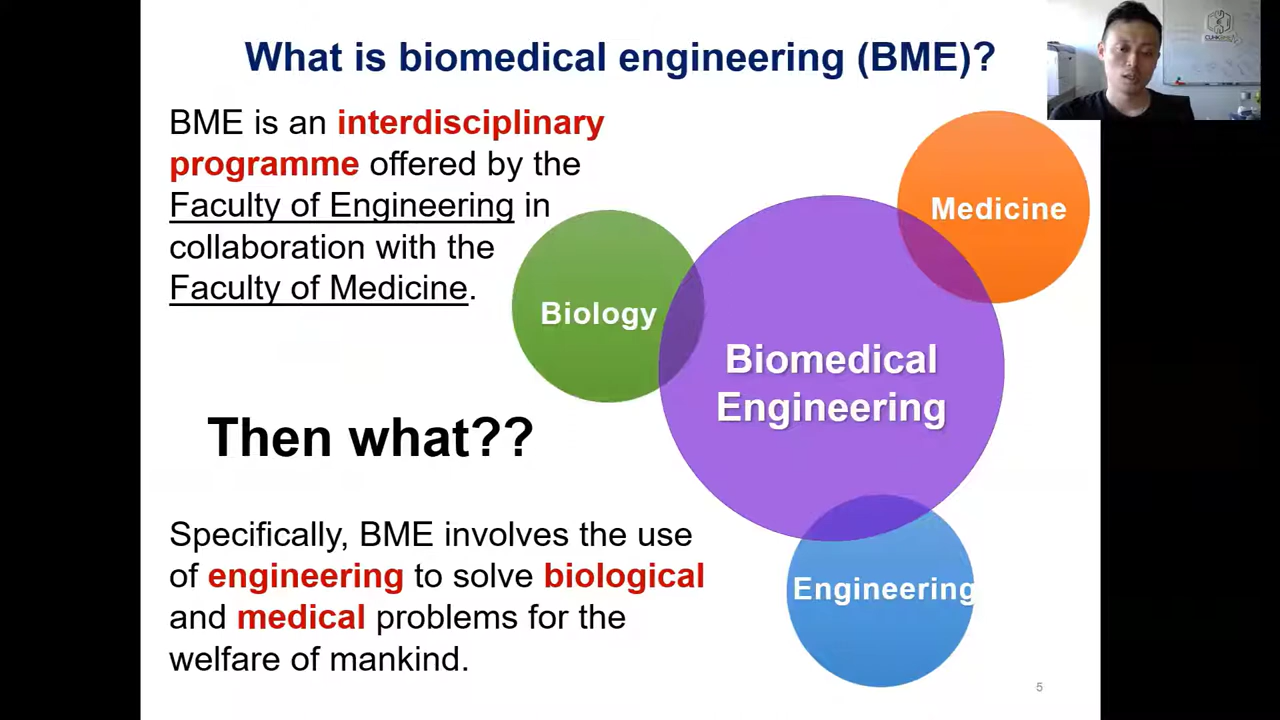 What is biomedical engineering (BME)?
BME is an interdisciplinary
programme offered by the
Faculty of Engineering in
collaboration with the
Faculty of Medicine.
Medicine
Biology
Biomedical
Engineering
Then what??
Specifically, BME involves the use
of engineering to solve biological
and medical problems for the
welfare of mankind.
Engineering
5